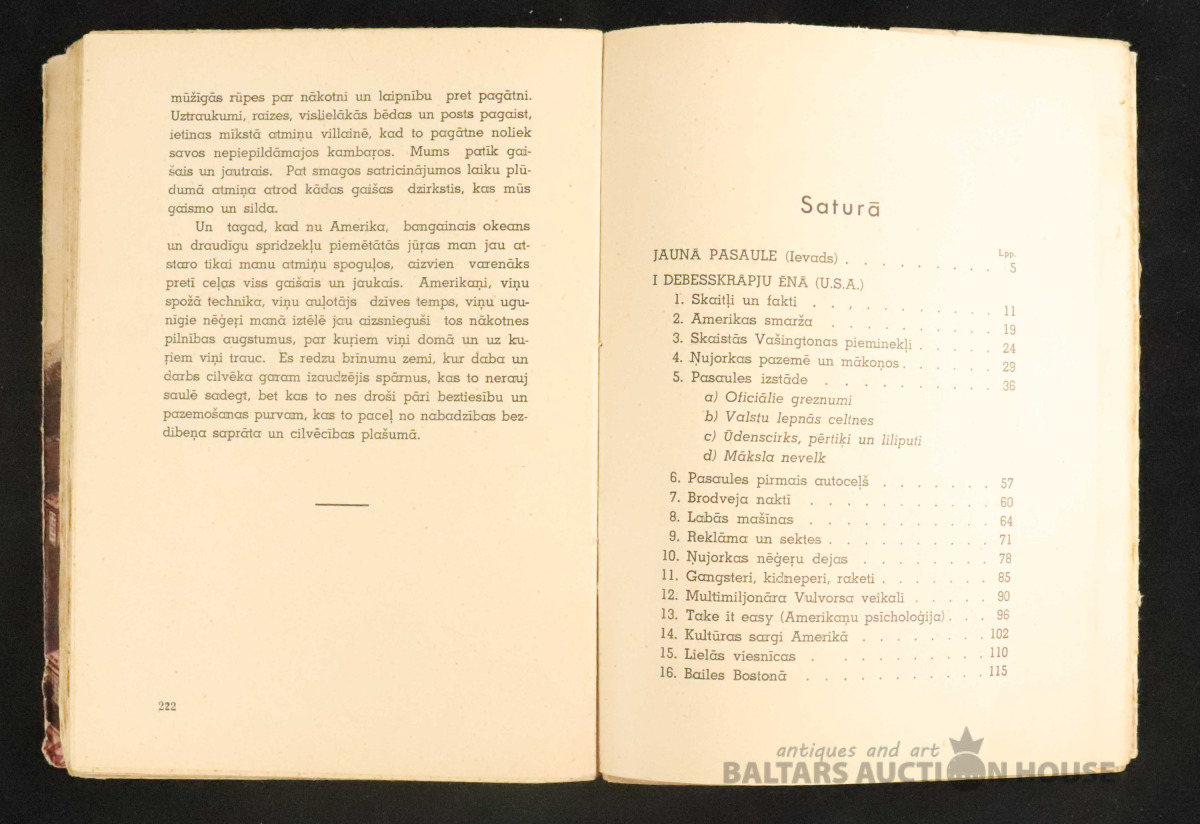 mūžīgās rūpes par nākotni un laipnību pret pagātni.
Uztraukumi, raizes, vislielākās bēdas un posts pagaist,
ietinas mīkstā atmiņu villainē, kad to pagātne noliek
savos nepiepildāmajos kambaŗos. Mums patīk gai-
šais un jautrais. Pat smagos satricinājumos laiku plū-
dumā atmiņa atrod kādas gaišas dzirkstis, kas mūs
gaismo un silda.
Un tagad, kad nu Amerika, bangainais okeans
un draudīgu spridzekļu piemētātās jūŗas man jau at-
staro tikai manu atmiņu spoguļos, aizvien varenāks
pretī ceļas viss gaišais un jaukais. Amerikaņi, viņu
spožā technika, viņu auļotājs dzīves temps, viņu ugu-
nīgie nēģeŗi manā iztēlē jau aizsnieguši tos nākotnes
pilnības augstumus, par kuŗiem viņi domā un uz ku-
ŗiem viņi trauc. Es redzu brīnumu zemi, kur daba un
darbs cilvēka garam izaudzējis spārnus, kas to nerauj
saulē sadegt, bet kas to nes droši pāri beztiesību un
pazemošanas purvam, kas to paceļ no nabadzības bez-
dibeņa saprāta un cilvēcības plašumā.
222
Saturā
Lpp.
JAUNĀ PASAULE (Ievads) . . . . . . . . . 5
I DEBESSKRĀPJU ĒNĀ (U.S.A.)
1. Skaitļi un fakti . . . . . . . . . . 11
2. Amerikas smarža . . . . . . . . . 19
3. Skaistās Vašingtonas pieminekļi . . . . . 24
4. Ņujorkas pazemē un mākoņos . . . . . . 29
5. Pasaules izstāde . . . . . . . . . 36
a) Oficiālie greznumi
b) Valstu lepnās celtnes
c) Ūdenscirks, pērtiķi un liliputi
d) Māksla nevelk
6. Pasaules pirmais autoceļš . . . . . . . 57
7. Brodveja naktī . . . . . . . . . . 60
8. Labās mašīnas . . . . . . . . . . 64
9. Reklāma un sektes . . . . . . . . . 71
10. Ņujorkas nēģeŗu dejas . . . . . . . . 78
11. Gangsteri, kidneperi, raketi . . . . . . . 85
12. Multimiljonāra Vulvorsa veikali . . . . . 90
13. Take it easy (Amerikaņu psīcholoģija) . . . 96
14. Kultūras sargi Amerikā . . . . . . . . 102
15. Lielās viesnīcas . . . . . . . . . . 110
16. Bailes Bostonā . . . . . . . . . . 115
antiques and art
BALTARS AUCTION HOUSE